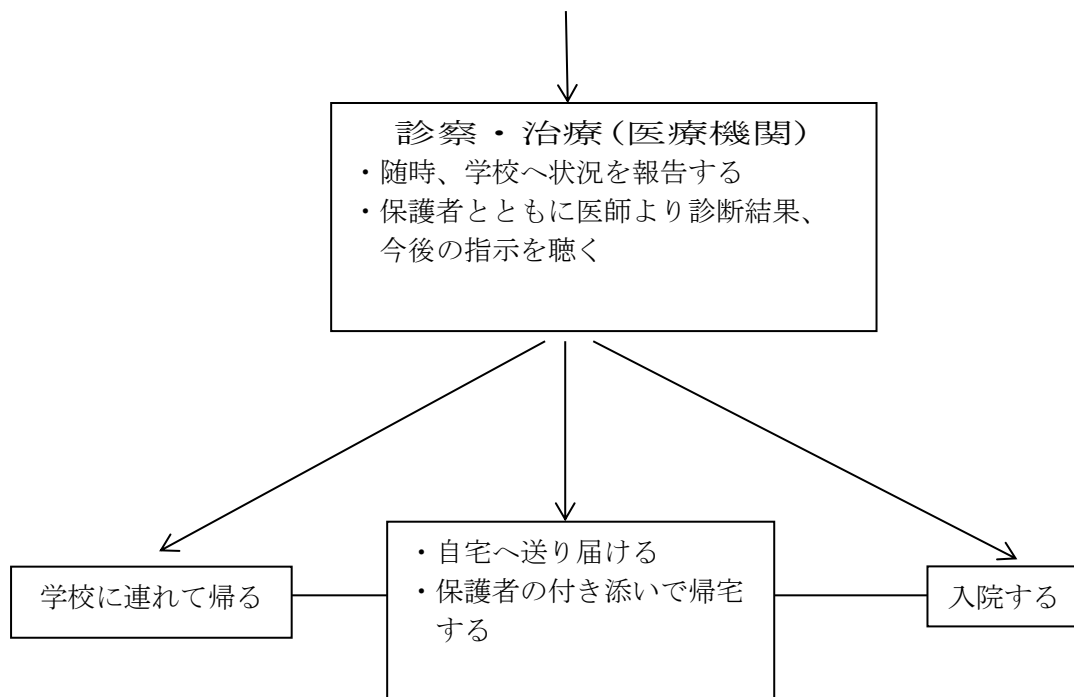 診察・治療(医療機関)
・随時、学校へ状況を報告する
・保護者とともに医師より診断結果、
今後の指示を聴く
学校に連れて帰る
・自宅へ送り届ける
・保護者の付き添いで帰宅
する
入院する